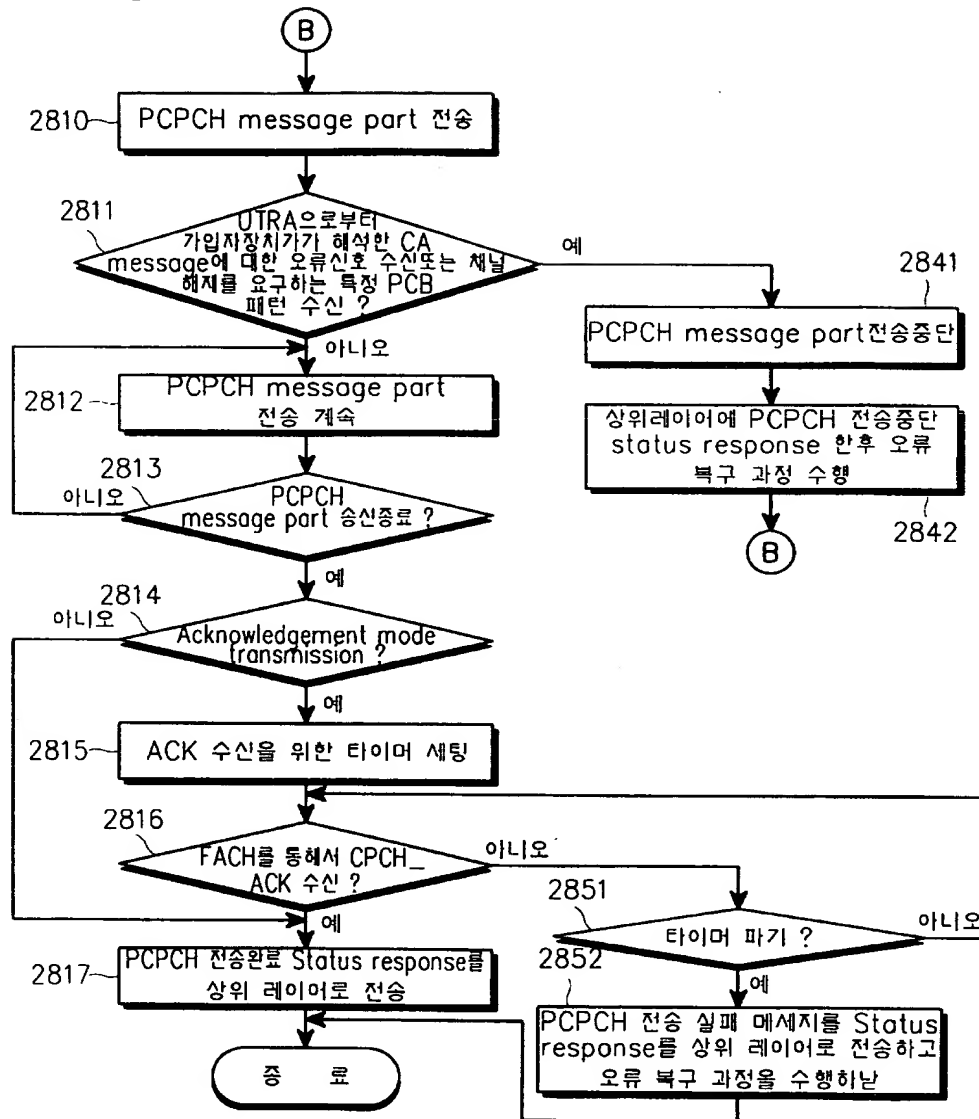 B
2810
PCPCH message part 전송
2811
UTRA으로부터
가입자장치가가 해석한 CA
message에 대한 오류신호 수신또는 채널
해제를 요구하는 특정 PCB
패턴 수신 ?
예
아니오
2841
PCPCH message part전송중단
2812
PCPCH message part
전송 계속
상위레이어에 PCPCH 전송중단
status response 한후 오류
복구 과정 수행
2842
B
2813
아니오
PCPCH
message part 송신종료 ?
예
2814
아니오
Acknowledgement mode
transmission ?
예
2815
ACK 수신을 위한 타이머 세팅
2816
FACH를 통해서 CPCH_
ACK 수신 ?
아니오
예
2851
타이머 파기 ?
아니오
예
2817
PCPCH 전송완료 Status response를
상위 레이어로 전송
2852
PCPCH 전송 실패 메세지를 Status
response를 상위 레이어로 전송하고
오류 복구 과정을 수행하낟
종 료